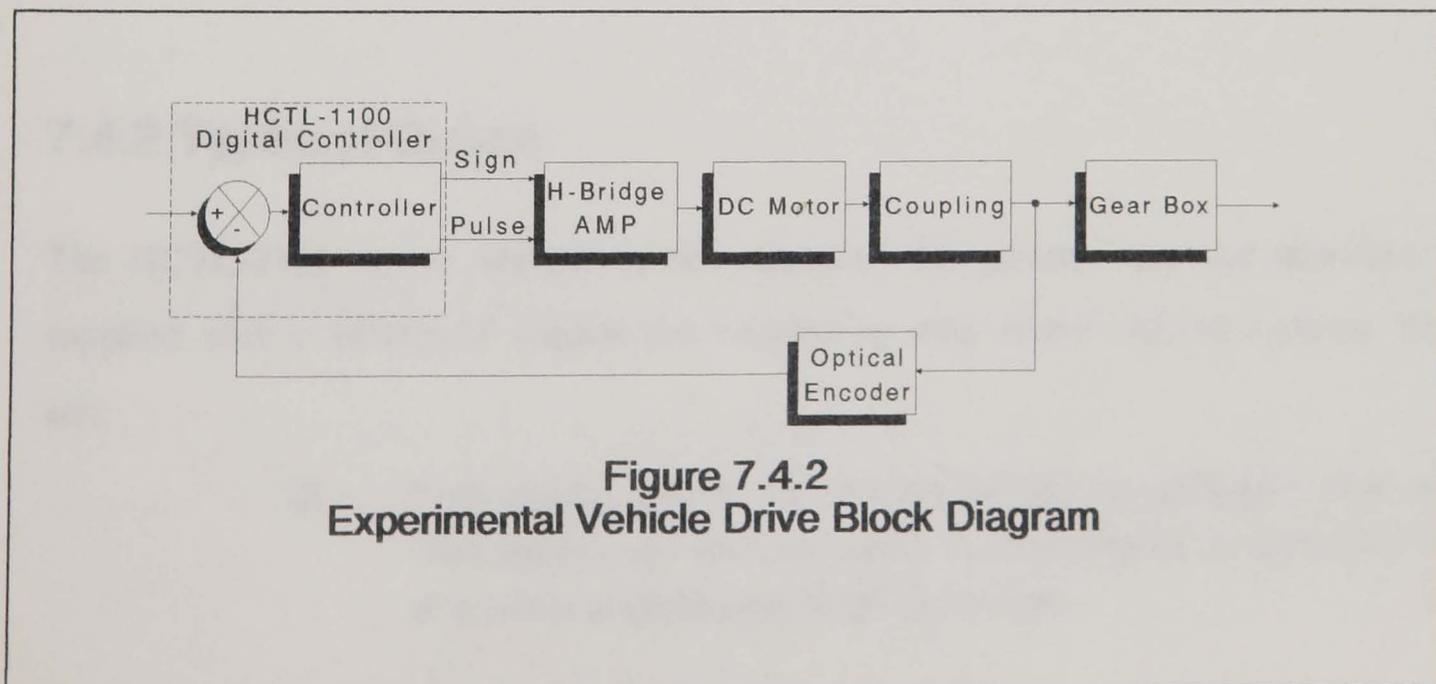 HCTL-1100
Digital Controller
+
-
Controller
Sign
Pulse
H-Bridge
AMP
DC Motor
Coupling
Gear Box
Optical
Encoder
Figure 7.4.2
Experimental Vehicle Drive Block Diagram